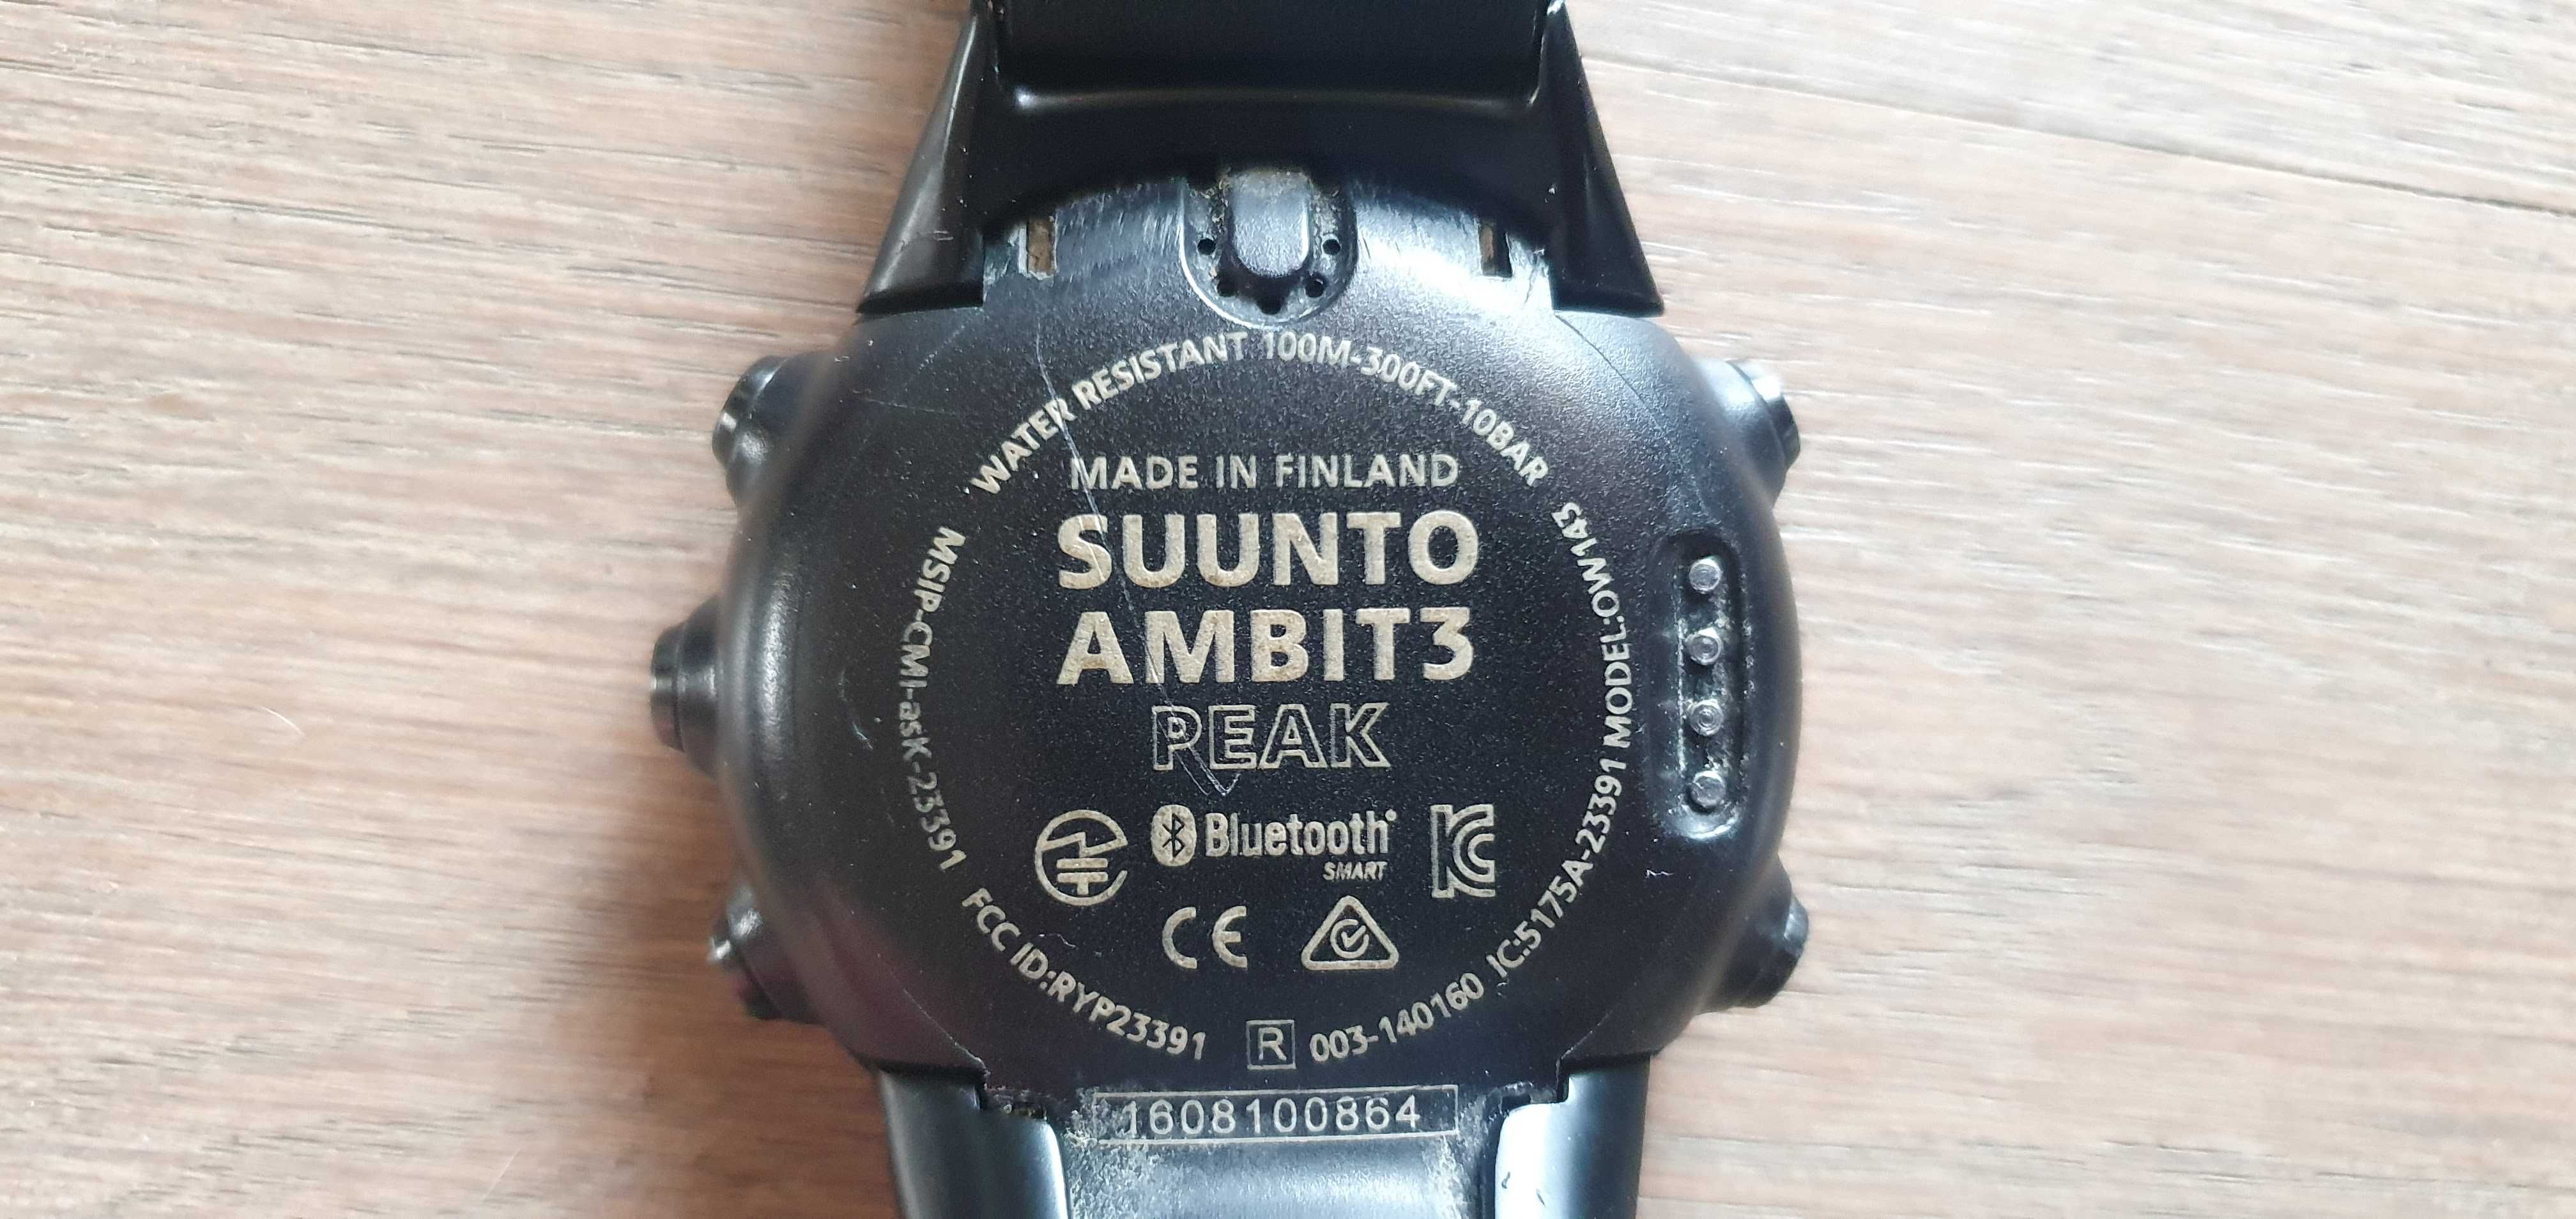 WATER RESISTANT 100M-300FT-10BAR
MADE IN FINLAND
SUUNTO
AMBIT3
PEAK
Bluetooth
SMART
CE
MSIP-CMI-asK-23391
FCC ID:RYP23391
R 003-140160
IC:5175A-23391 MODEL:OW143
1608100864